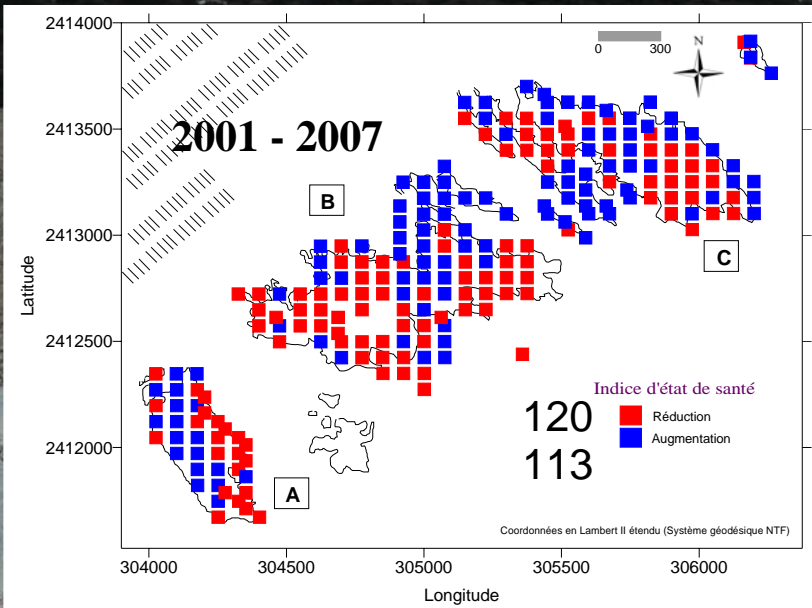 2414000
2413500
2413000
2412500
2412000
Latitude
304000
304500
305000
305500
306000
Longitude
2001 - 2007
0
300
N
B
C
A
Indice d'état de santé
120
Réduction
113
Augmentation
Coordonnées en Lambert II étendu (Système géodésique NTF)